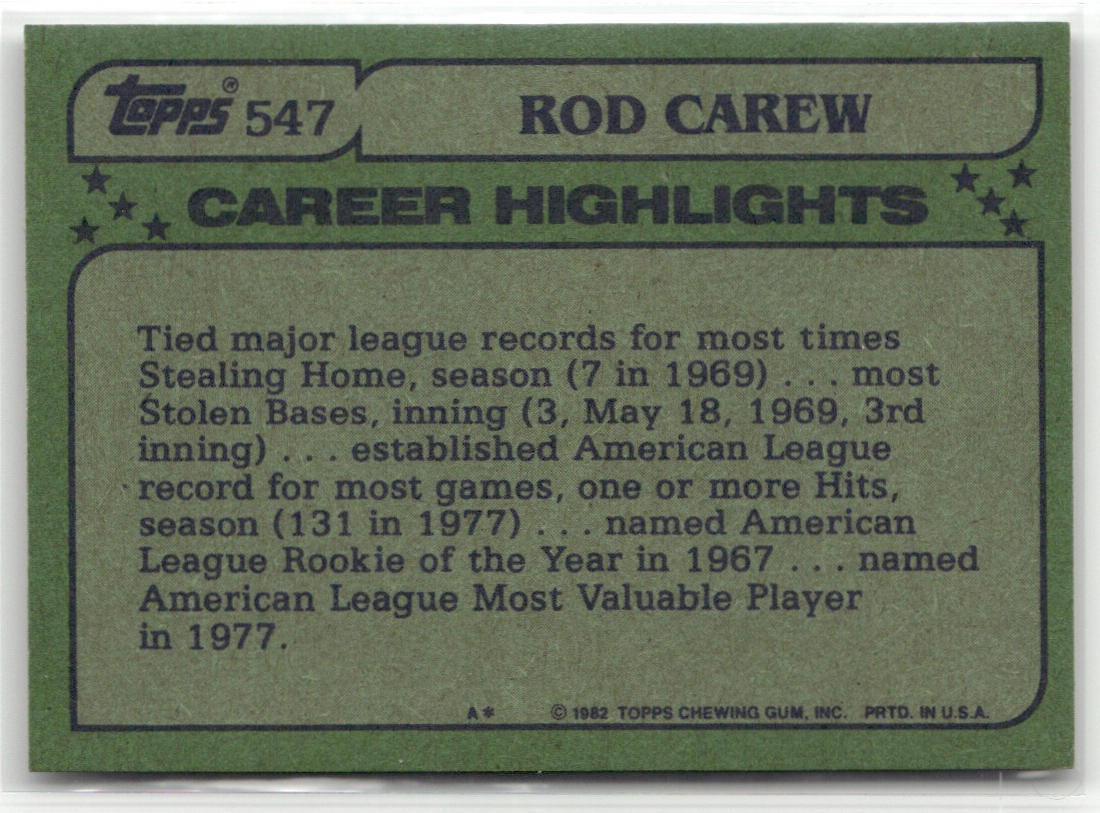 topps® 547
ROD CAREW
CAREER HIGHLIGHTS
Tied major league records for most times
Stealing Home, season (7 in 1969) . . . most
Stolen Bases, inning (3, May 18, 1969, 3rd
inning) . . . established American League
record for most games, one or more Hits,
season (131 in 1977) . . . named American
League Rookie of the Year in 1967 . . . named
American League Most Valuable Player
in 1977.
A* © 1982 TOPPS CHEWING GUM, INC. PRTD. IN U.S.A.